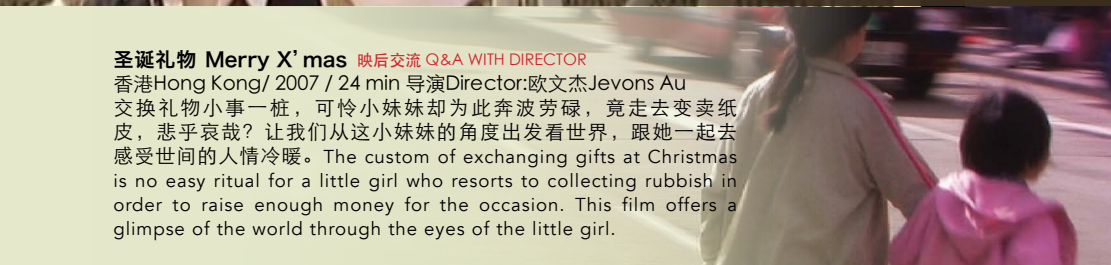 圣诞礼物 Merry X’mas 映后交流 Q&A WITH DIRECTOR
香港Hong Kong/ 2007 / 24 min 导演Director:欧文杰Jevons Au
交换礼物小事一桩，可怜小妹妹却为此奔波劳碌，竟走去变卖纸
皮，悲乎哀哉？让我们从这小妹妹的角度出发看世界，跟她一起去
感受世间的人情冷暖。The custom of exchanging gifts at Christmas
is no easy ritual for a little girl who resorts to collecting rubbish in
order to raise enough money for the occasion. This film offers a
glimpse of the world through the eyes of the little girl.